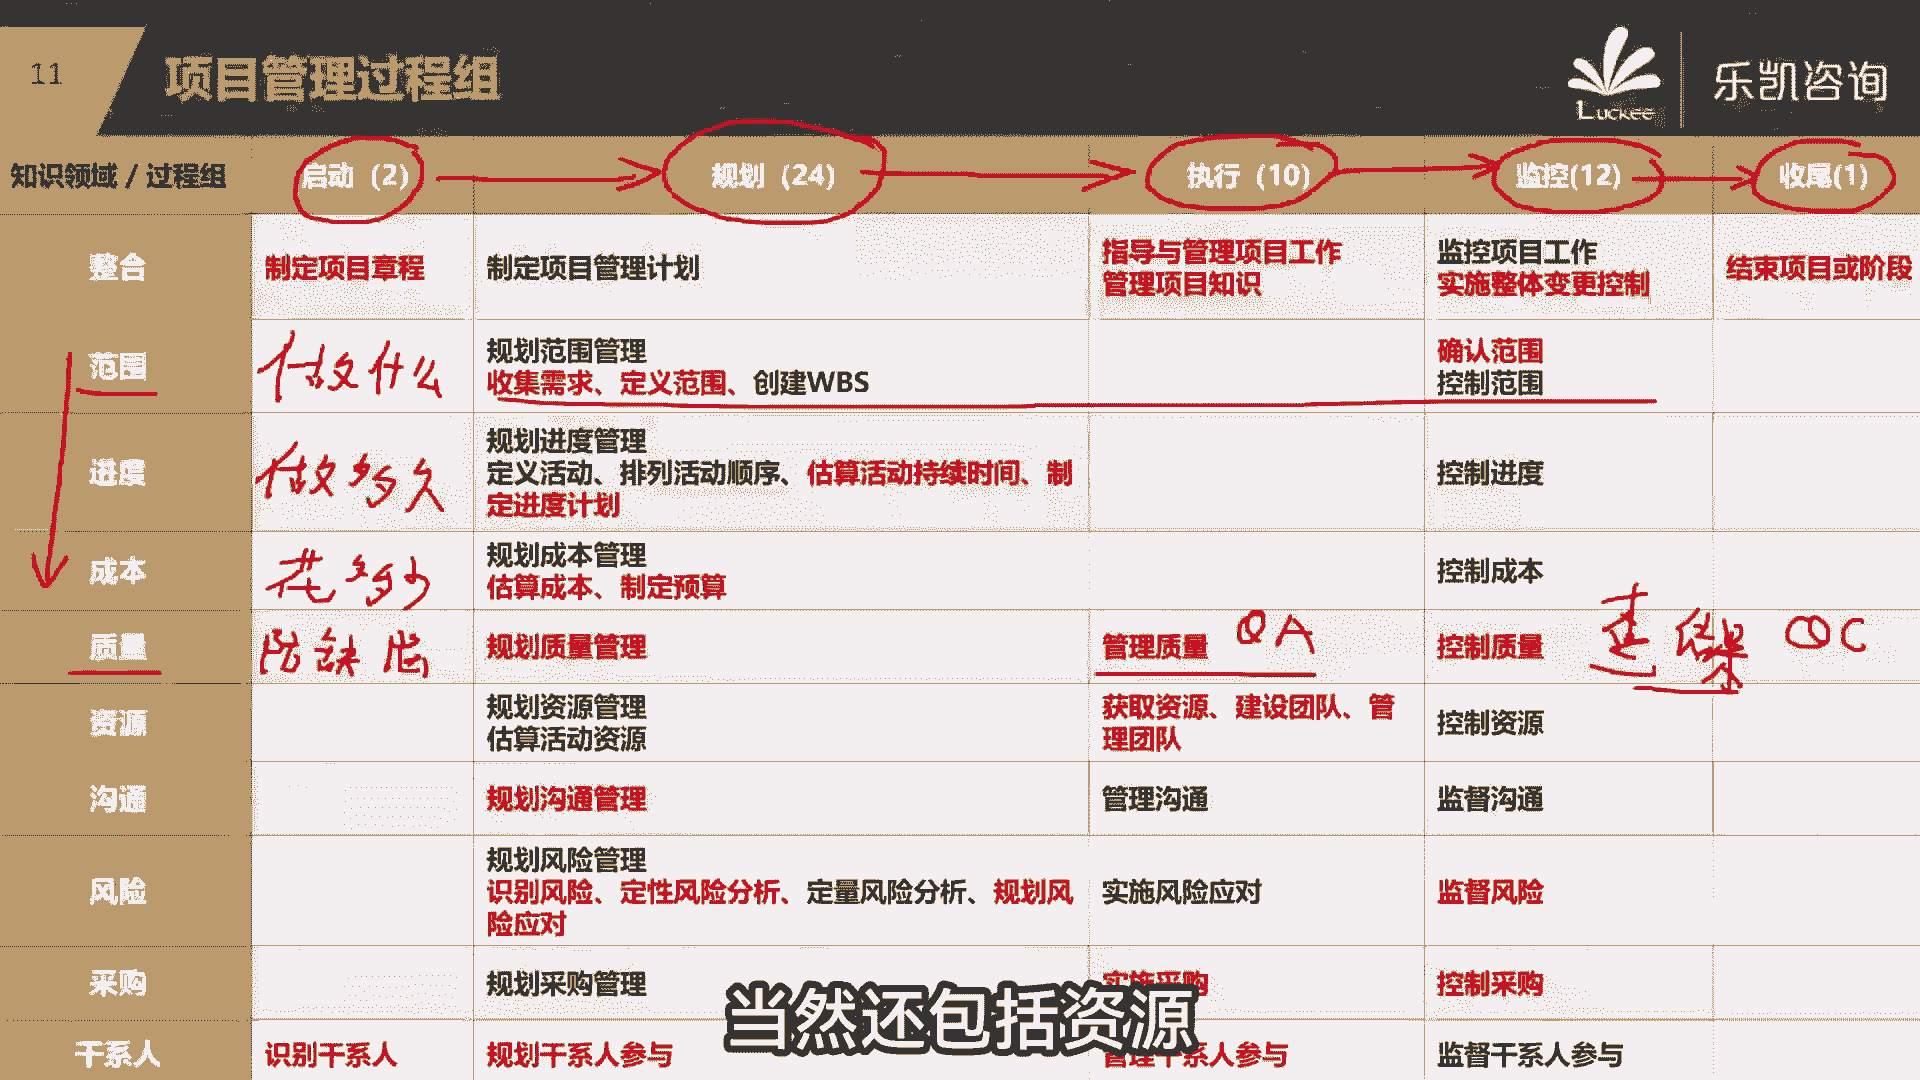 11
项目管理过程组
Luckee
乐凯咨询
知识领域 / 过程组
启动（2）
规划（24）
执行（10）
监控(12)
收尾(1)
整合
制定项目章程
制定项目管理计划
指导与管理项目工作
管理项目知识
监控项目工作
实施整体变更控制
结束项目或阶段
范围
做什么
规划范围管理
收集需求、定义范围、创建WBS
确认范围
控制范围
进度
做多久
规划进度管理
定义活动、排列活动顺序、估算活动持续时间、制
定进度计划
控制进度
成本
花多少
规划成本管理
估算成本、制定预算
控制成本
质量
防缺陷
规划质量管理
管理质量
QA
控制质量
QC
资源
规划资源管理
估算活动资源
获取资源、建设团队、管
理团队
控制资源
沟通
规划沟通管理
管理沟通
监督沟通
风险
规划风险管理
识别风险、定性风险分析、定量风险分析、规划风
险应对
实施风险应对
监督风险
采购
规划采购管理
实施采购
控制采购
干系人
识别干系人
规划干系人参与
管理干系人参与
监督干系人参与
当然还包括资源